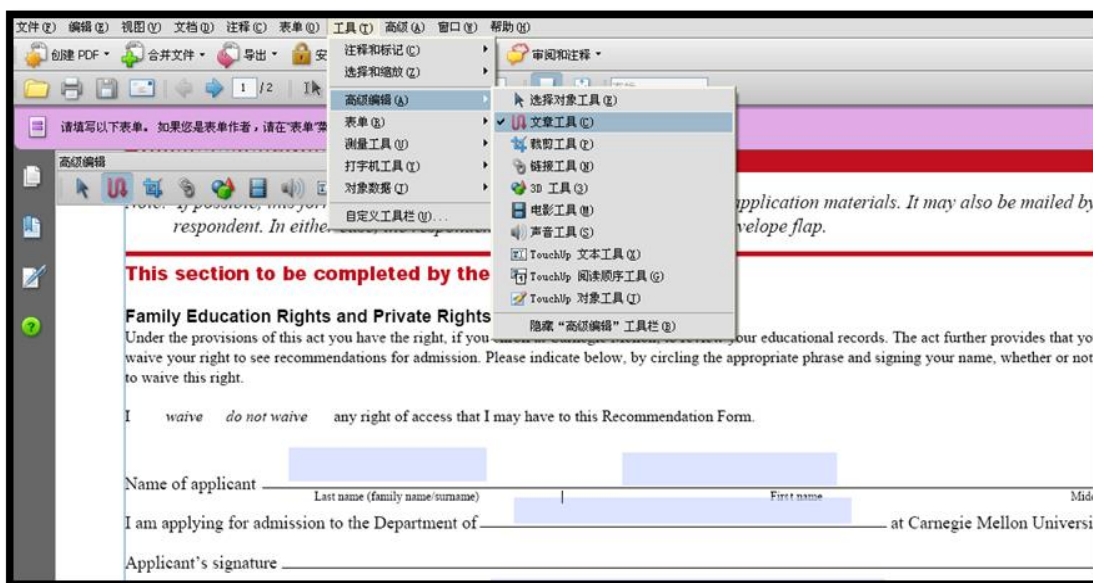 文件(F) 编辑(E) 视图(V) 文档(D) 注释(C) 表单(O) 工具(T) 高级(A) 窗口(W) 帮助(H)
创建 PDF 合并文件 导出 安 审阅和注释
1 /2
请填写以下表单。如果您是表单作者，请在"表单"菜
高级编辑
注释和标记(C)
选择和缩放(Z)
高级编辑(A)
表单(R)
测量工具(U)
打字机工具(Y)
对象数据(J)
自定义工具栏(U)...
选择对象工具(E)
文章工具(C)
裁剪工具(P)
链接工具(N)
3D 工具(3)
电影工具(M)
声音工具(S)
TouchUp 文本工具(X)
TouchUp 阅读顺序工具(G)
TouchUp 对象工具(J)
隐藏 “高级编辑” 工具栏(B)
Note: If possible, this pplication materials. It may also be mailed by
respondent. In eithe velope flap.
This section to be completed by the
Family Education Rights and Private Rights
Under the provisions of this act you have the right, if you your educational records. The act further provides that yo
waive your right to see recommendations for admission. Please indicate below, by circling the appropriate phrase and signing your name, whether or not
to waive this right.
I waive do not waive any right of access that I may have to this Recommendation Form.
Name of applicant
Last name (family name/surname) First name Midd
I am applying for admission to the Department of at Carnegie Mellon Universi
Applicant's signature